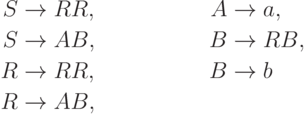 S → RR, A → a,
S → AB, B → RB,
R → RR, B → b
R → AB,